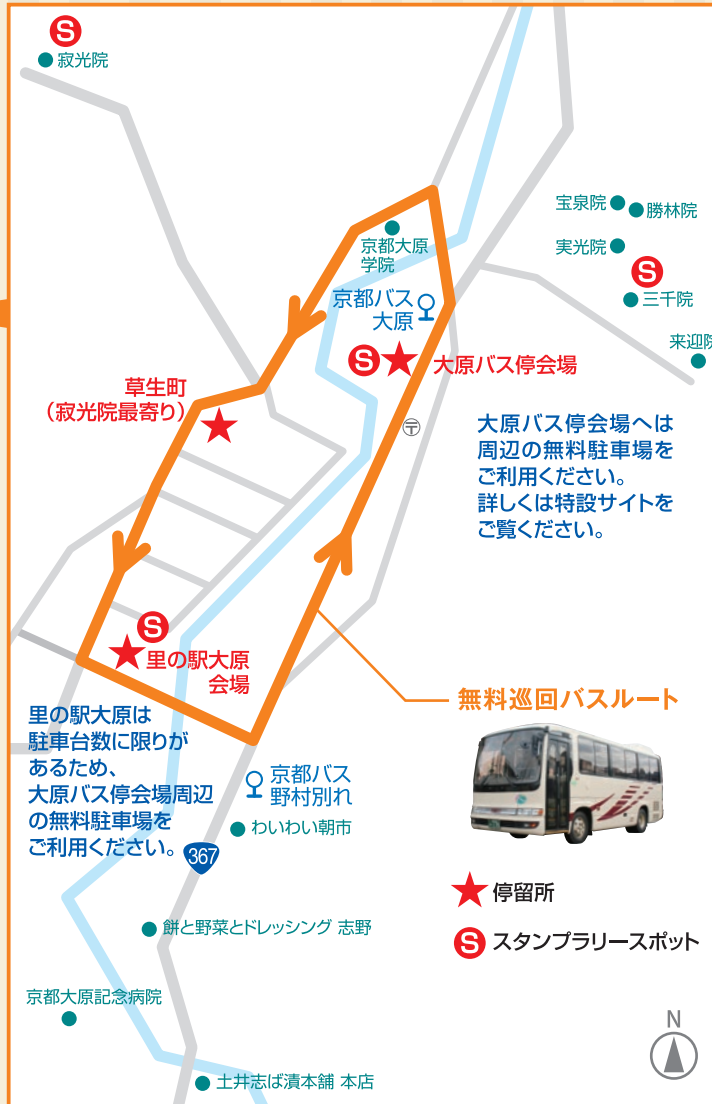 S
寂光院
宝泉院
勝林院
京都大原
学院
実光院
S
三千院
京都バス
大原
来迎院
S
大原バス停会場
草生町
（寂光院最寄り）
〒
大原バス停会場へは
周辺の無料駐車場を
ご利用ください。
詳しくは特設サイトを
ご覧ください。
S
里の駅大原
会場
無料巡回バスルート
里の駅大原は
駐車台数に限りが
あるため、
大原バス停会場周辺
の無料駐車場を
ご利用ください。
京都バス
野村別れ
わいわい朝市
367
停留所
餅と野菜とドレッシング 志野
S スタンプラリースポット
京都大原記念病院
N
土井志ば漬本舗 本店